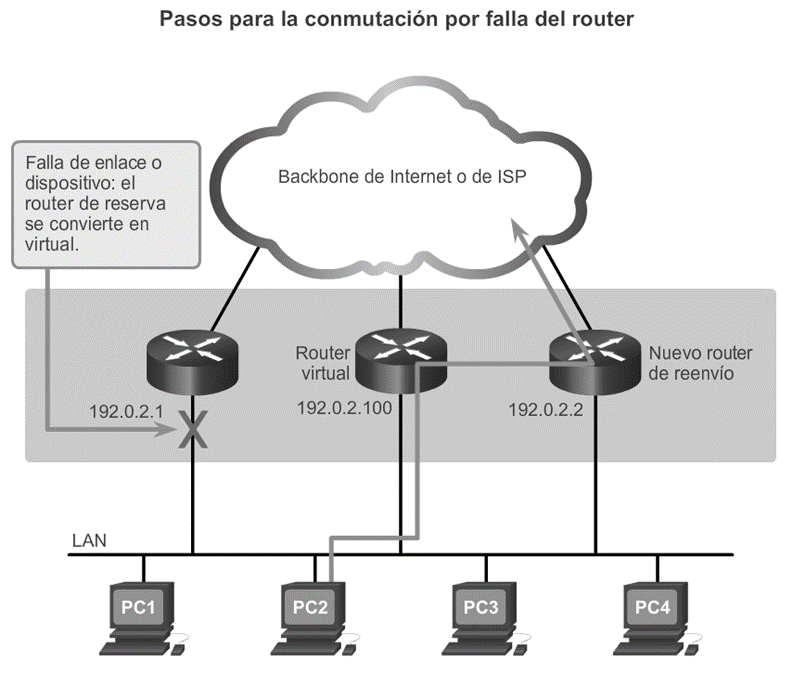 Pasos para la conmutación por falla del router
Backbone de Internet o de ISP
Falla de enlace o
dispositivo: el
router de reserva
se convierte en
virtual.
192.0.2.1
Router
virtual
192.0.2.100
192.0.2.2
Nuevo router
de reenvío
LAN
PC1
PC2
PC3
PC4